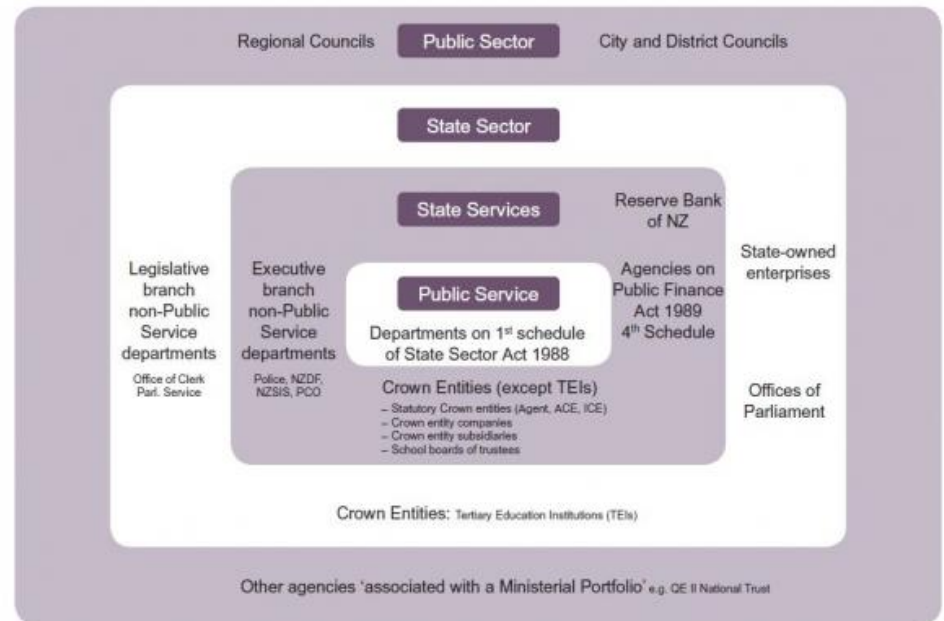 Regional Councils
Public Sector
City and District Councils
State Sector
State Services
Reserve Bank
of NZ
Legislative
branch
non-Public
Service
departments
Office of Clerk
Parl. Service
Executive
branch
non-Public
Service
departments
Police, NZDF,
NZSIS, PCO
Public Service
Departments on 1st schedule
of State Sector Act 1988
Agencies on
Public Finance
Act 1989
4th Schedule
State-owned
enterprises
Crown Entities (except TEIs)
– Statutory Crown entities (Agent, ACE, ICE)
– Crown entity companies
– Crown entity subsidiaries
– School boards of trustees
Offices of
Parliament
Crown Entities: Tertiary Education Institutions (TEIs)
Other agencies 'associated with a Ministerial Portfolio' e.g. QE II National Trust